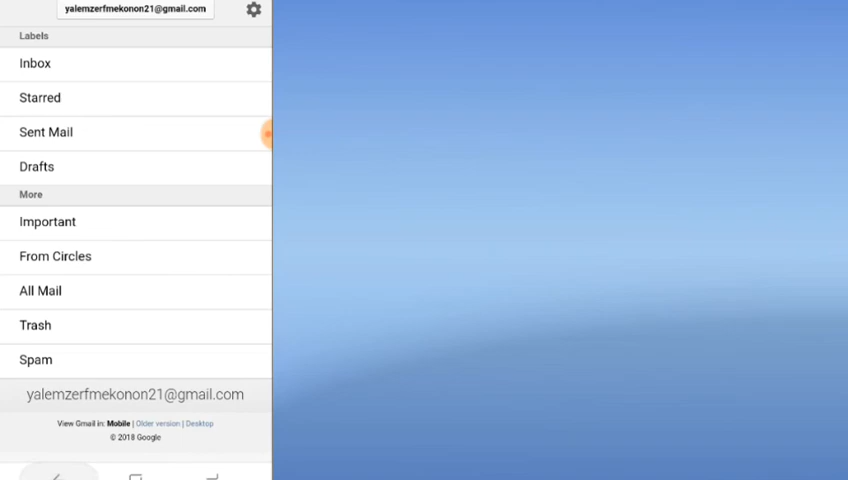 yalemzerfmekonon21@gmail.com
Labels
Inbox
Starred
Sent Mail
Drafts
More
Important
From Circles
All Mail
Trash
Spam
yalemzerfmekonon21@gmail.com
View Gmail in: Mobile | Older version | Desktop
© 2018 Google